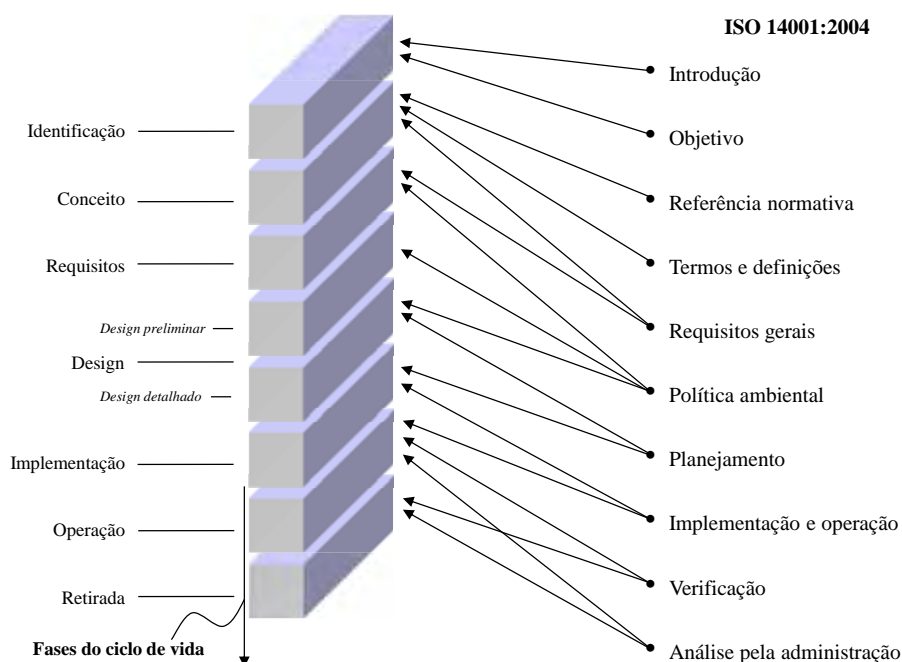 ISO 14001:2004
Identificação
Conceito
Requisitos
Design preliminar
Design
Design detalhado
Implementação
Operação
Retirada
Fases do ciclo de vida
Introdução
Objetivo
Referência normativa
Termos e definições
Requisitos gerais
Política ambiental
Planejamento
Implementação e operação
Verificação
Análise pela administração